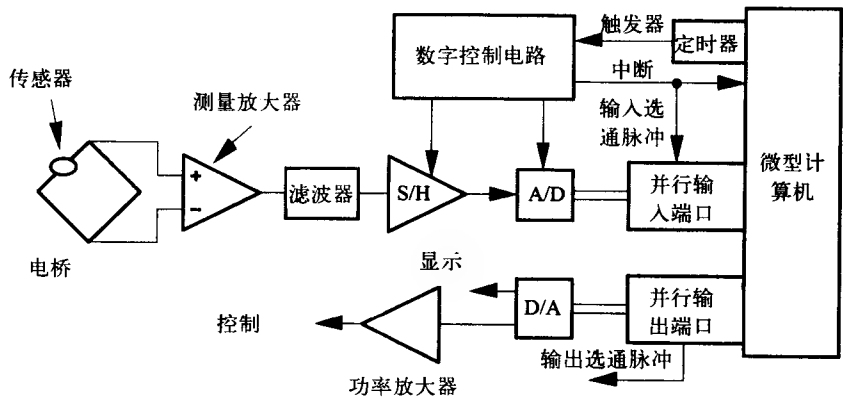 触发器
定时器
数字控制电路
中断
传感器
测量放大器
输入选
通脉冲
微型计
算机
+
−
滤波器
S/H
A/D
并行输
入端口
电桥
显示
D/A
并行输
出端口
控制
功率放大器
输出选通脉冲